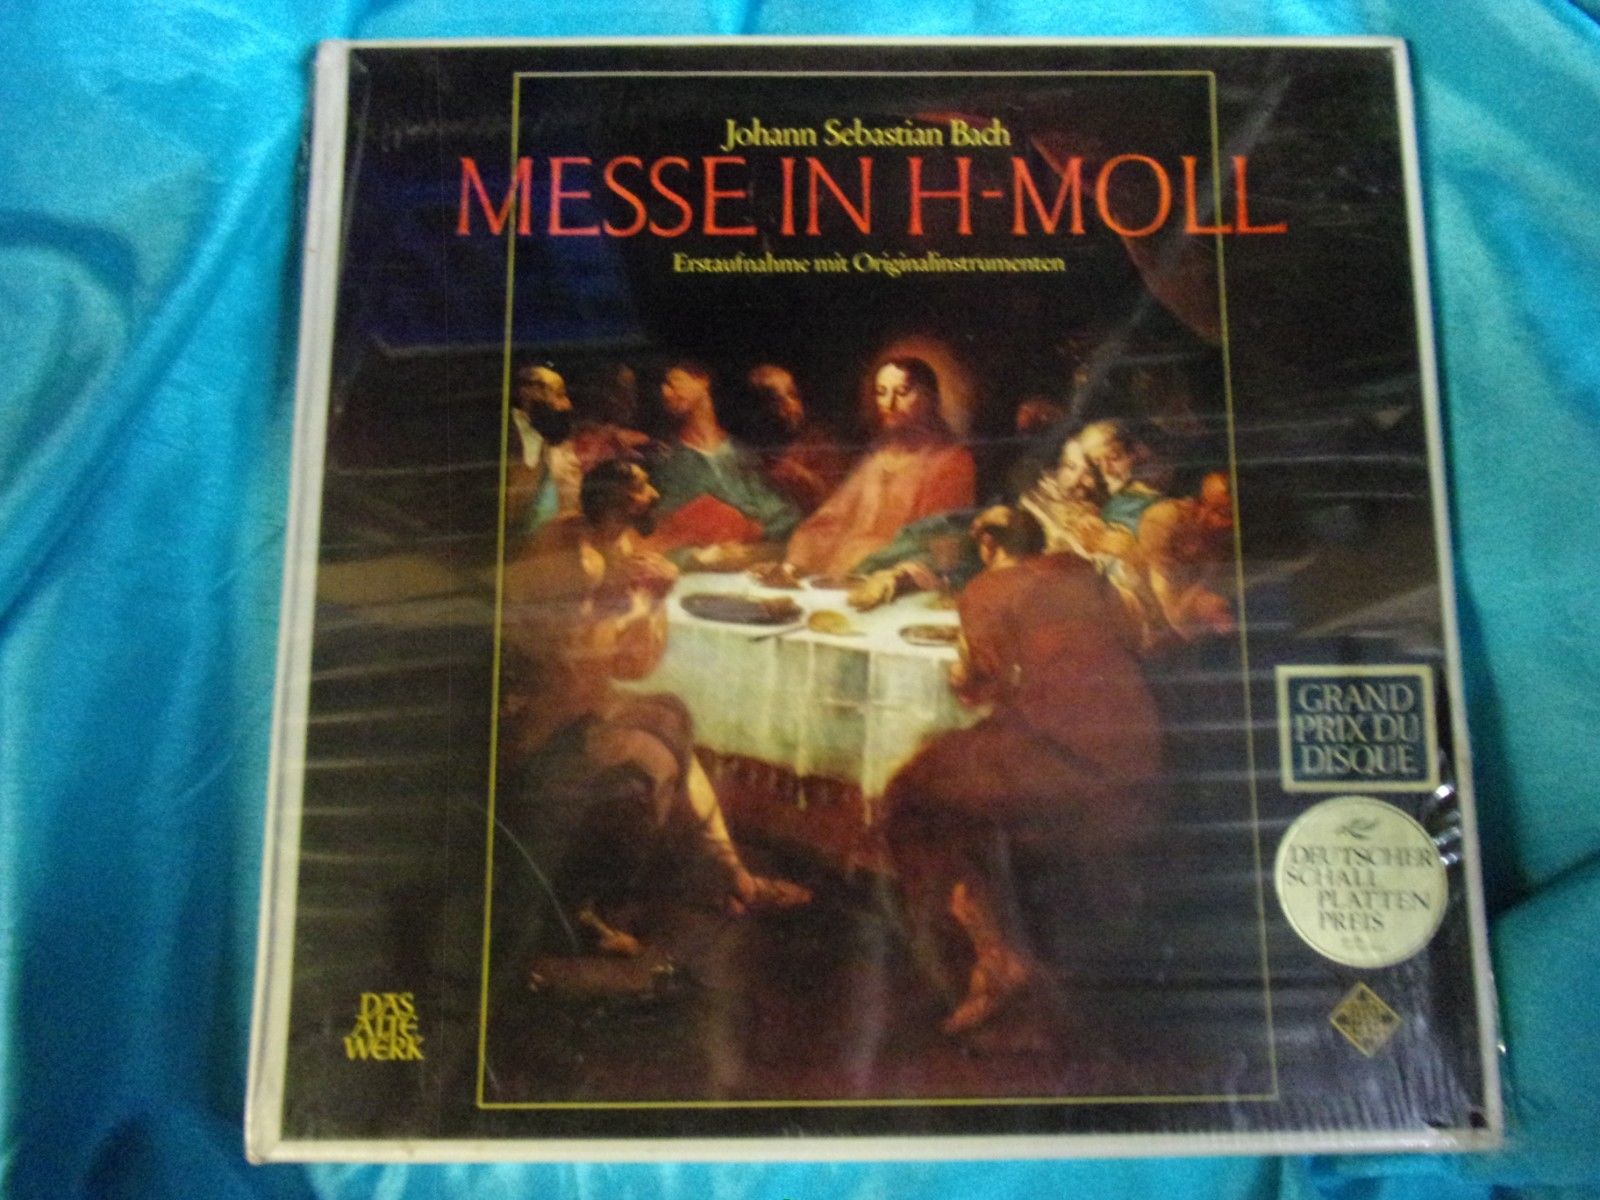 Johann Sebastian Bach
MESSE IN H-MOLL
Erstaufnahme mit Originalinstrumenten
GRAND
PRIX DU
DISQUE
DEUTSCHER
SCHALL
PLATTEN
PREIS
DAS
ALTE
WERK